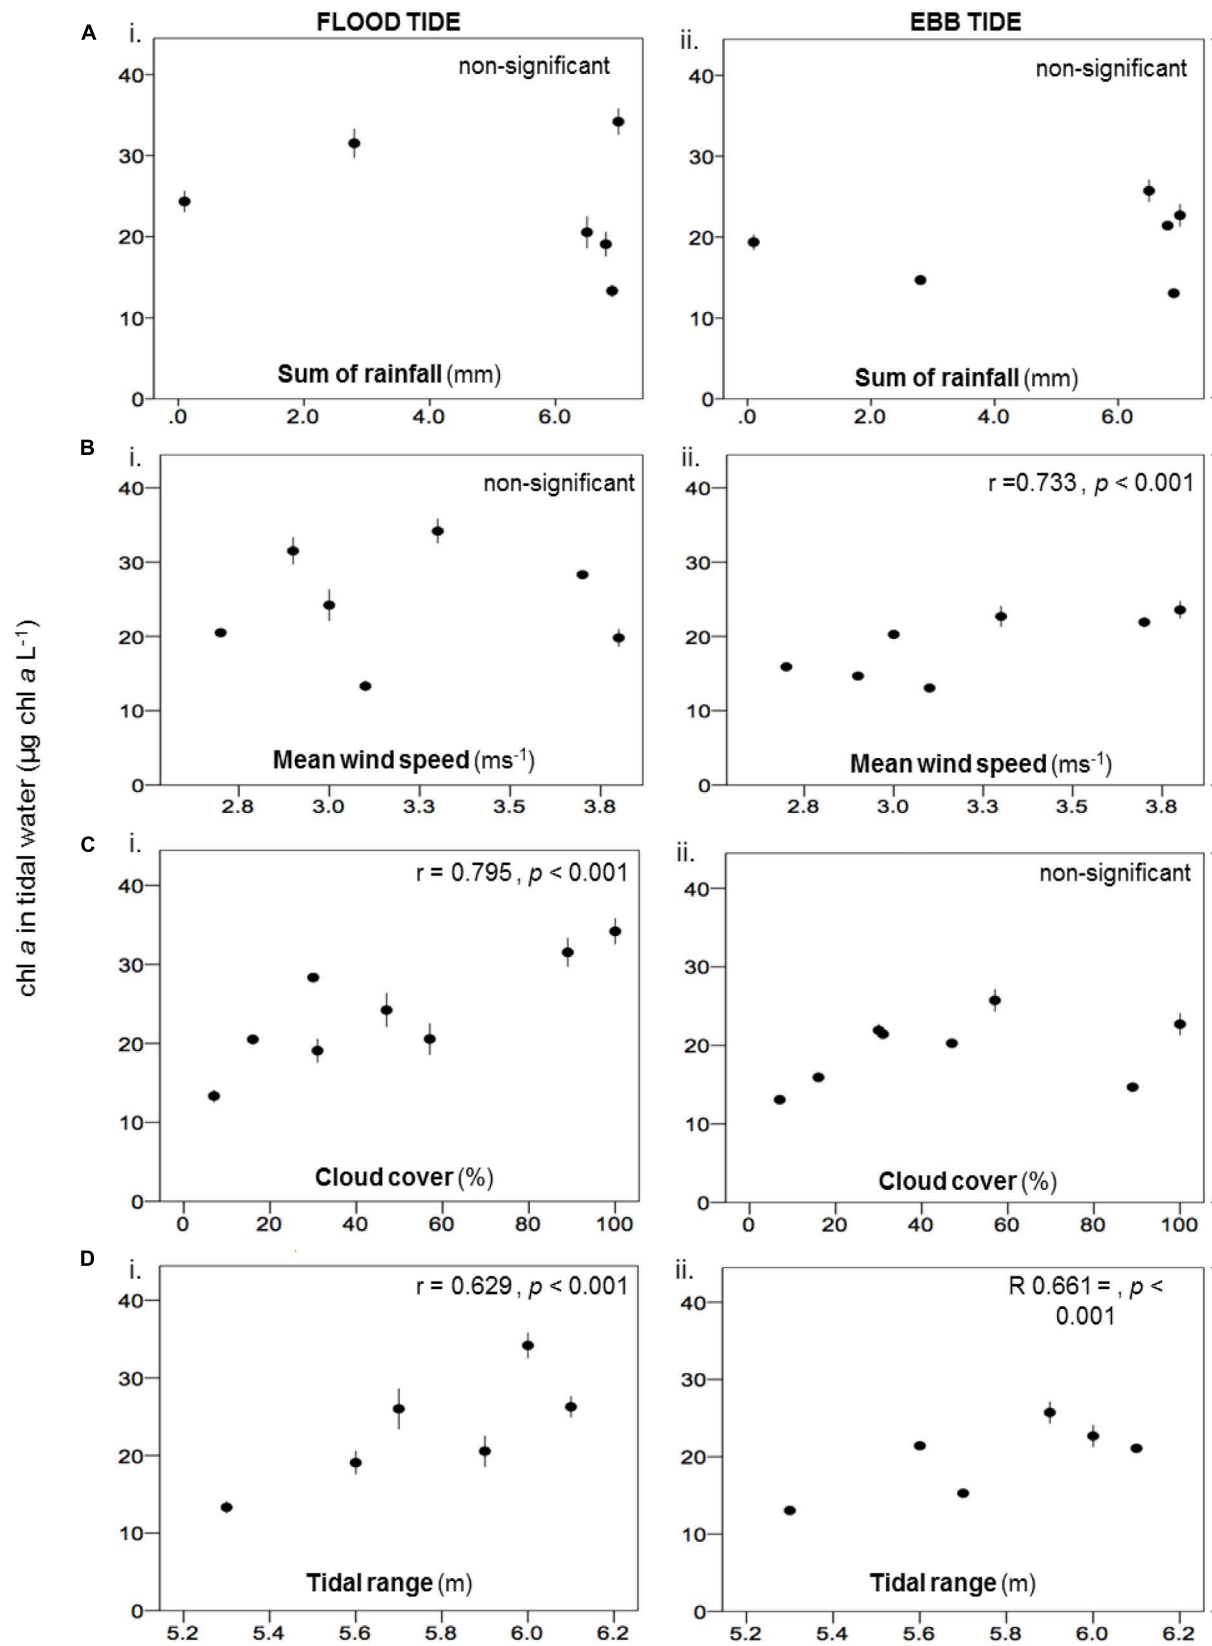 FLOOD TIDE
EBB TIDE
A
i.
non-significant
40
30
20
10
0
Sum of rainfall (mm)
.0 2.0 4.0 6.0
ii.
non-significant
40
30
20
10
0
Sum of rainfall (mm)
.0 2.0 4.0 6.0
B
i.
non-significant
40
30
20
10
0
Mean wind speed (ms-1)
2.8 3.0 3.3 3.5 3.8
ii.
r =0.733 , p < 0.001
40
30
20
10
0
Mean wind speed (ms-1)
2.8 3.0 3.3 3.5 3.8
chl a in tidal water (µg chl a L-1)
C
i.
r = 0.795 , p < 0.001
40
30
20
10
0
Cloud cover (%)
0 20 40 60 80 100
ii.
non-significant
40
30
20
10
0
Cloud cover (%)
0 20 40 60 80 100
D
i.
r = 0.629 , p < 0.001
40
30
20
10
0
Tidal range (m)
5.2 5.4 5.6 5.8 6.0 6.2
ii.
R 0.661 = , p <
0.001
40
30
20
10
0
Tidal range (m)
5.2 5.4 5.6 5.8 6.0 6.2